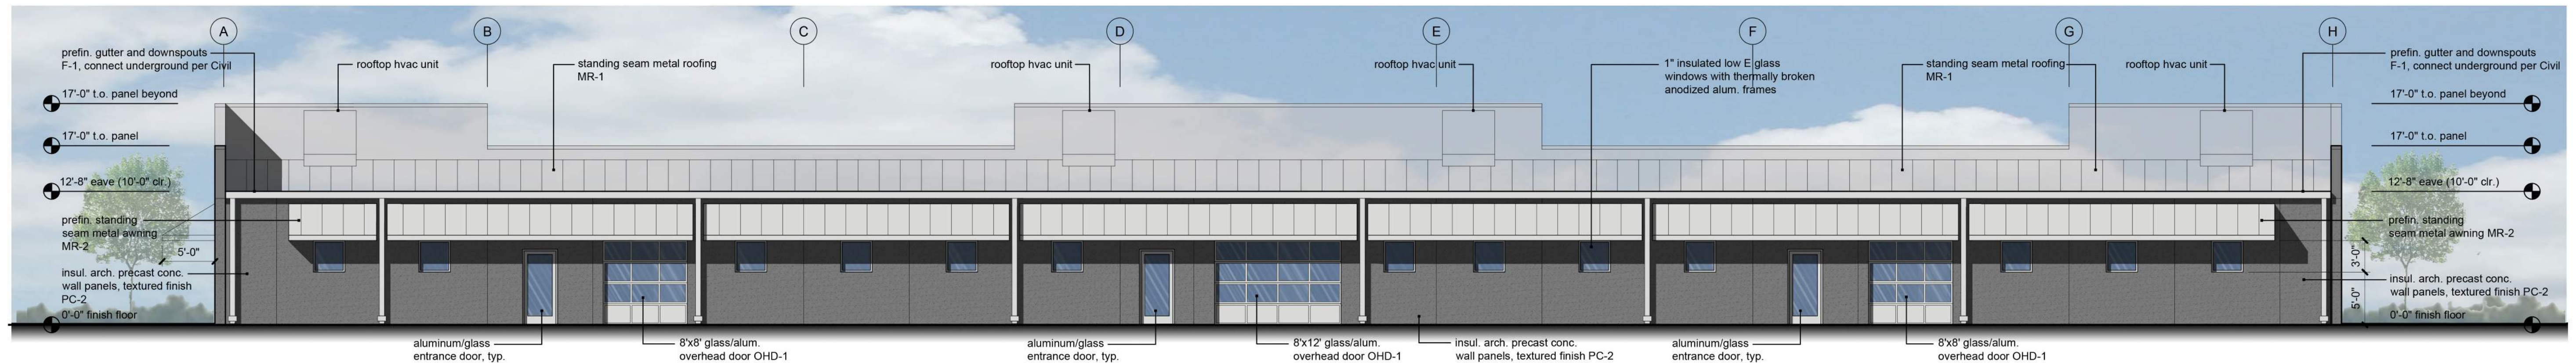 A
B
C
D
E
F
G
H
prefin. gutter and downspouts
F-1, connect underground per Civil
rooftop hvac unit
standing seam metal roofing
MR-1
rooftop hvac unit
rooftop hvac unit
1" insulated low E glass
windows with thermally broken
anodized alum. frames
standing seam metal roofing
MR-1
rooftop hvac unit
prefin. gutter and downspouts
F-1, connect underground per Civil
17'-0" t.o. panel beyond
17'-0" t.o. panel beyond
17'-0" t.o. panel
17'-0" t.o. panel
12'-8" eave (10'-0" clr.)
12'-8" eave (10'-0" clr.)
prefin. standing
seam metal awning
MR-2
5'-0"
prefin. standing
seam metal awning MR-2
3'-0"
insul. arch. precast conc.
wall panels, textured finish
PC-2
insul. arch. precast conc.
wall panels, textured finish PC-2
5'-0"
0'-0" finish floor
0'-0" finish floor
aluminum/glass
entrance door, typ.
8'x8' glass/alum.
overhead door OHD-1
aluminum/glass
entrance door, typ.
8'x12' glass/alum.
overhead door OHD-1
insul. arch. precast conc.
wall panels, textured finish PC-2
aluminum/glass
entrance door, typ.
8'x8' glass/alum.
overhead door OHD-1